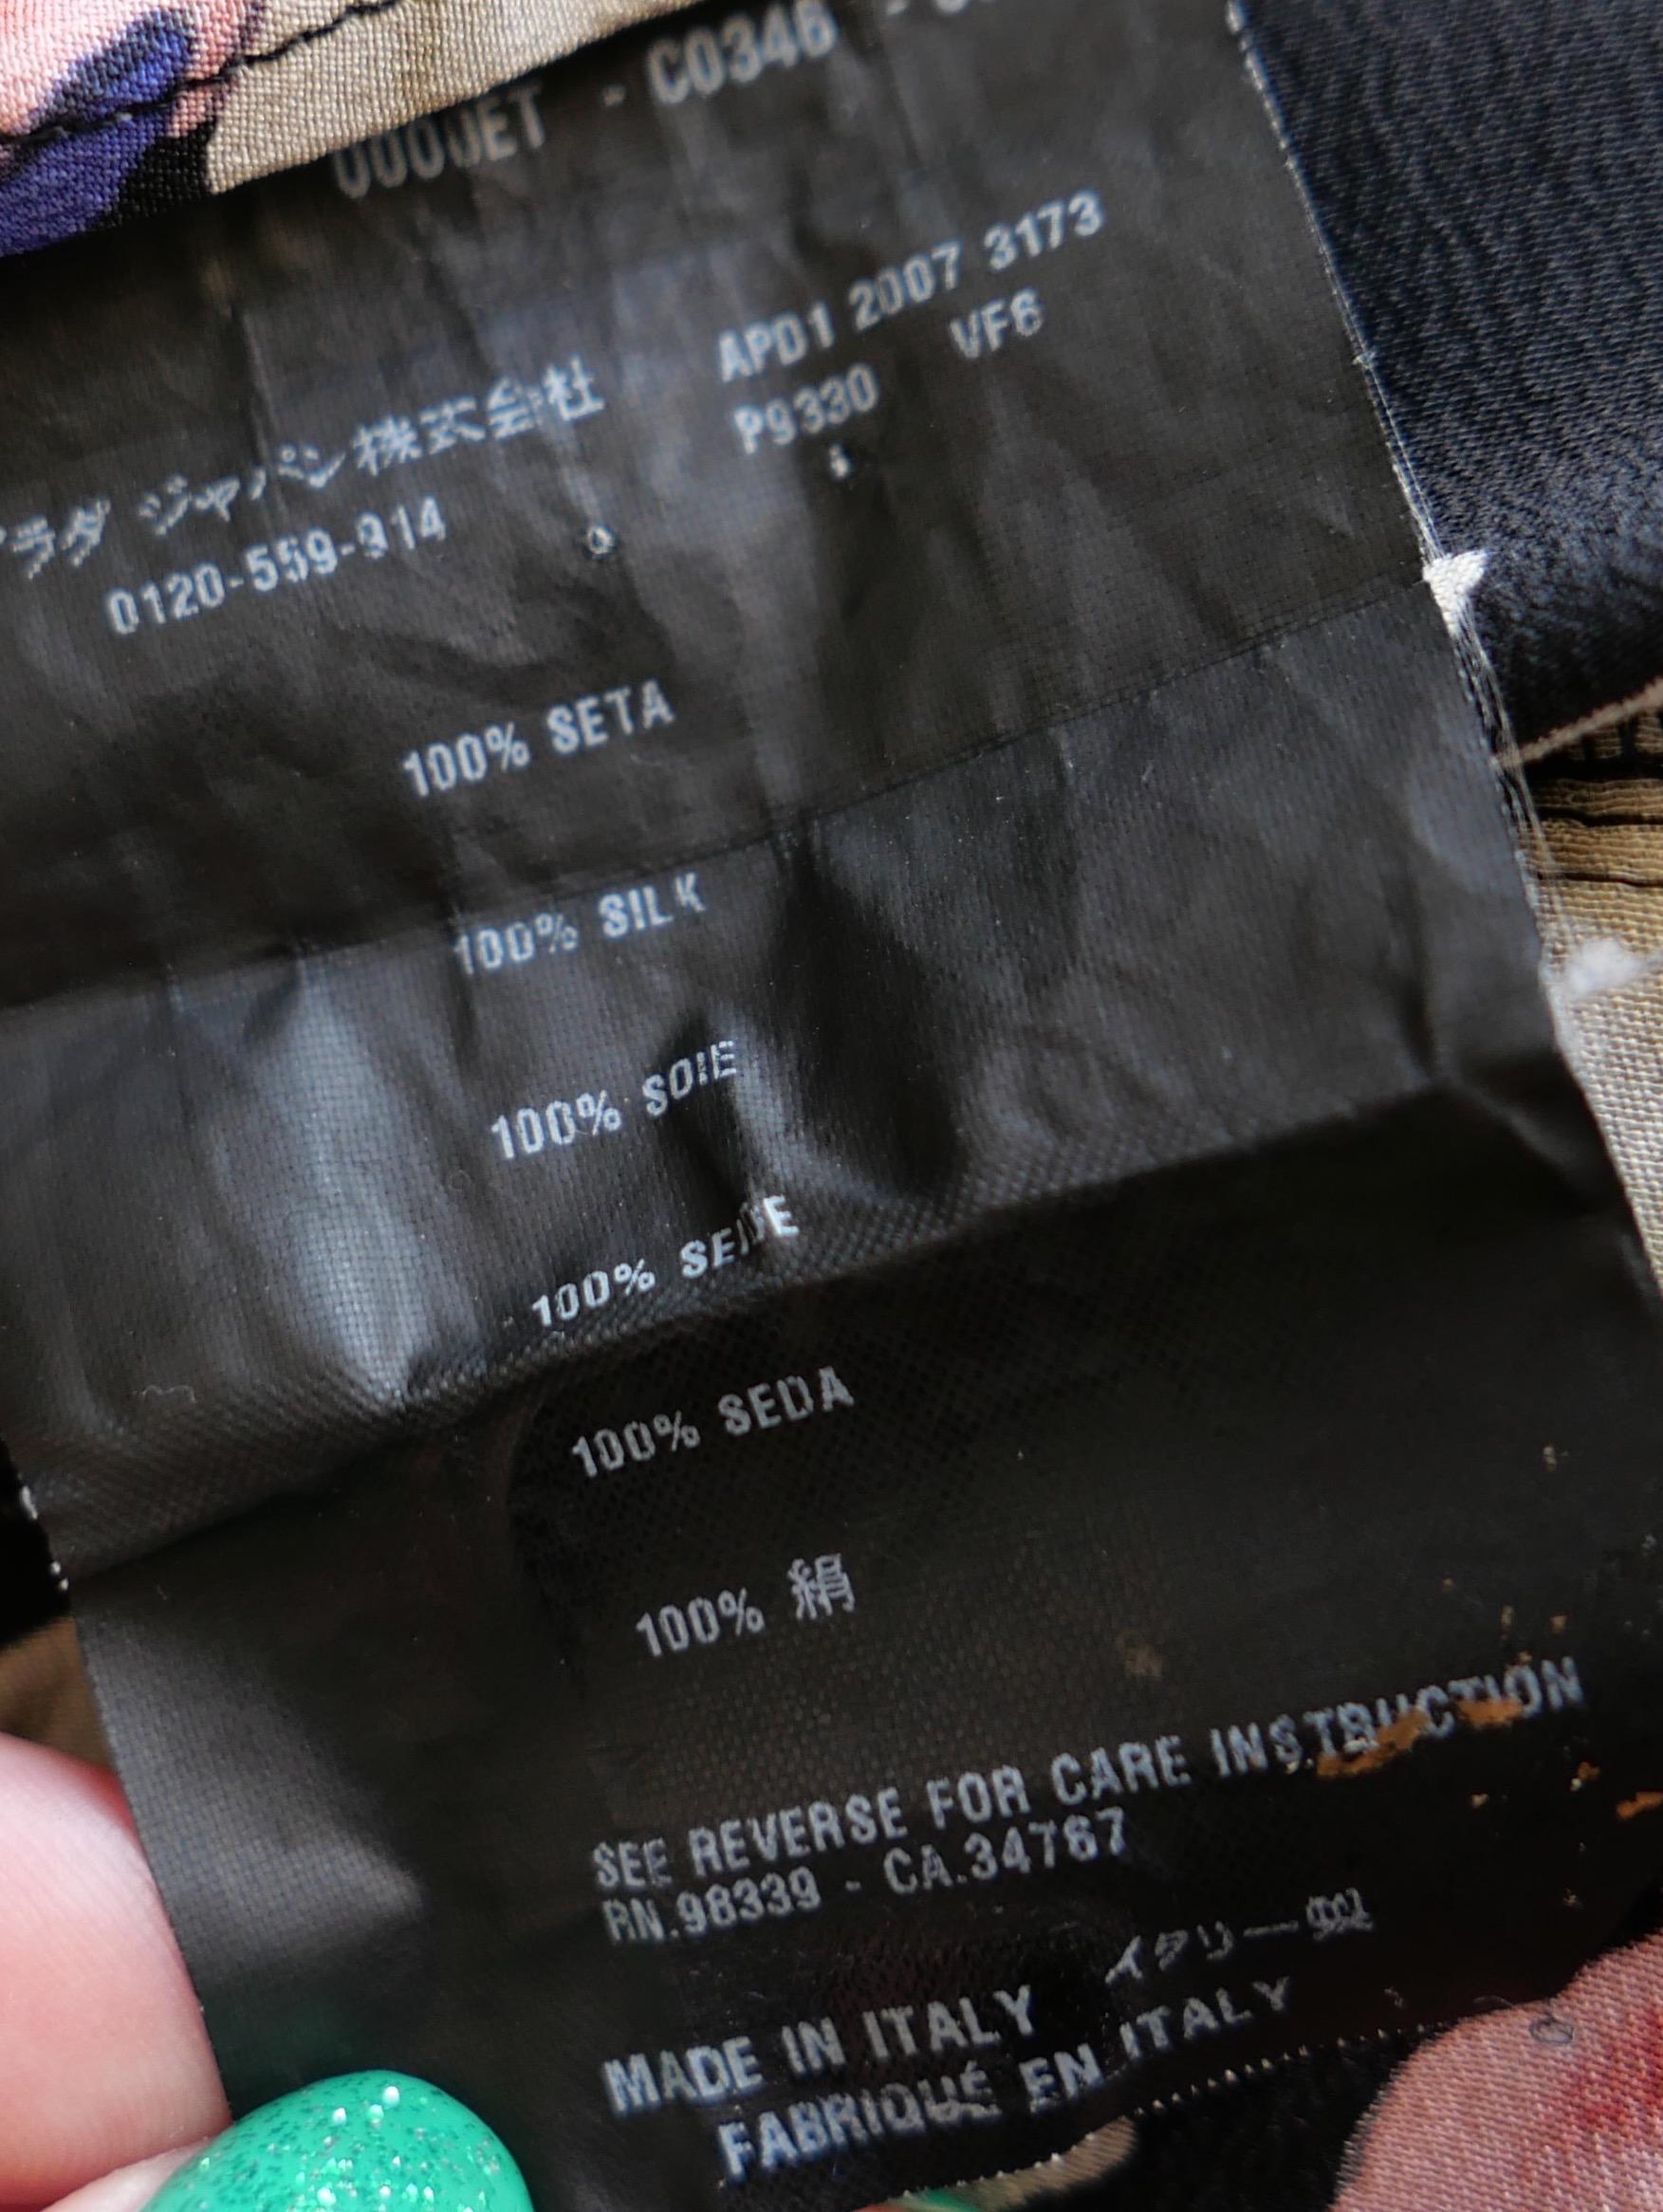 - C0346 -
APD1 2007 3173
P9330 VF6
プラダ ジャパン株式会社
0120-559-914
100% SETA
100% SILK
100% SOIE
100% SEIDE
100% SEDA
100% 絹
SEE REVERSE FOR CARE INSTRUCTION
RN.98339 - CA.34767
イタリー製
MADE IN ITALY
FABRIQUÉ EN ITALY